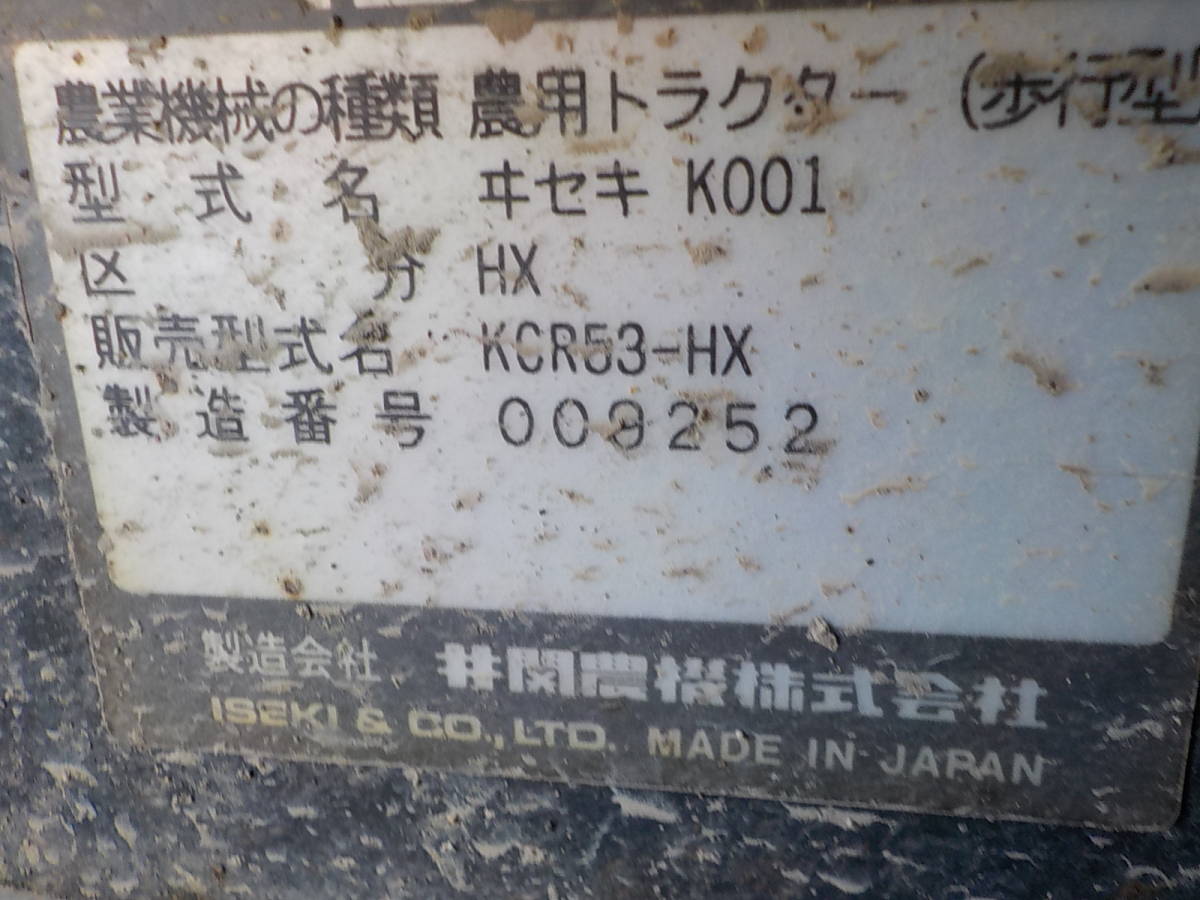 農業機械の種類 農用トラクター (歩行型
型式名 ヰセキ K001
区分 HX
販売型式名 KCR53-HX
製造番号 009252
製造会社 井関農機株式会社
ISEKI & CO., LTD. MADE IN JAPAN